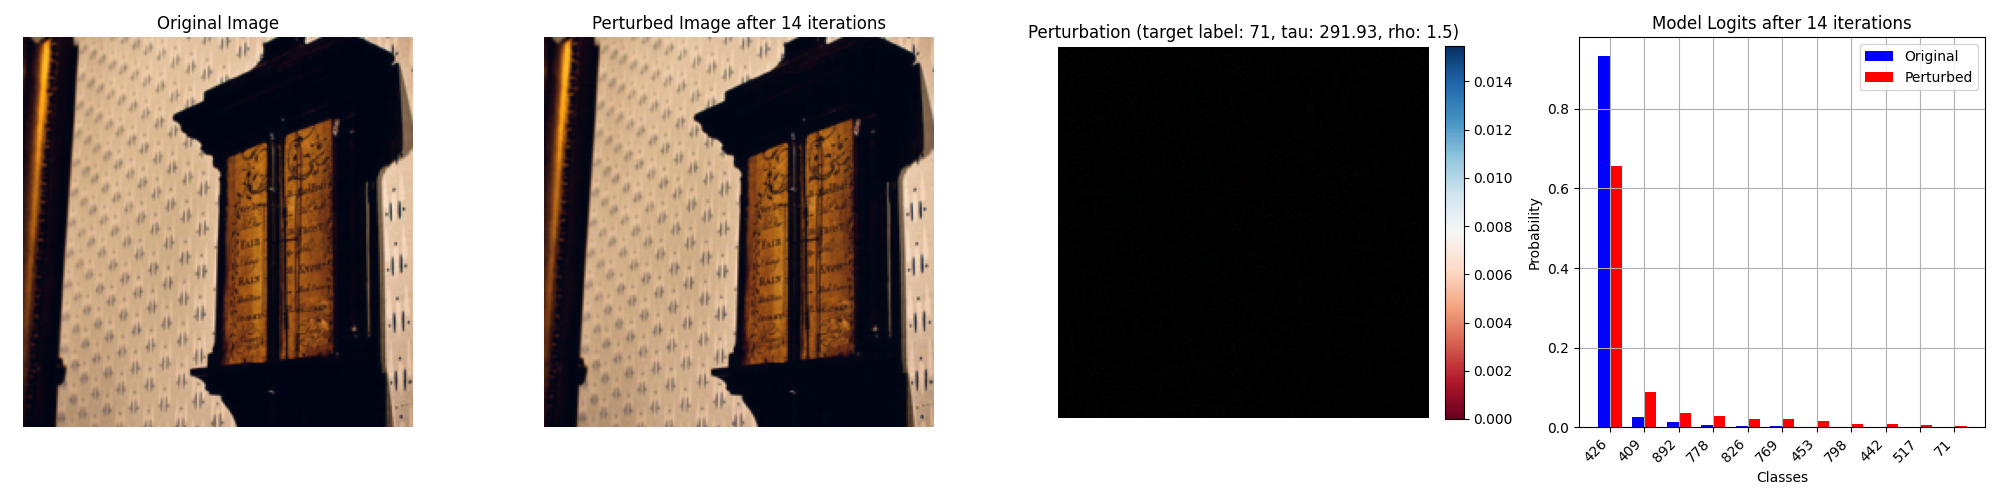 Original Image
Perturbed Image after 14 iterations
Perturbation (target label: 71, tau: 291.93, rho: 1.5)
0.014
0.012
0.010
0.008
0.006
0.004
0.002
0.000
Model Logits after 14 iterations
Original
Perturbed
Probability
0.8
0.6
0.4
0.2
0.0
426 409 892 778 826 769 453 798 442 517 71
Classes
FAIR
RAIN
FAIR